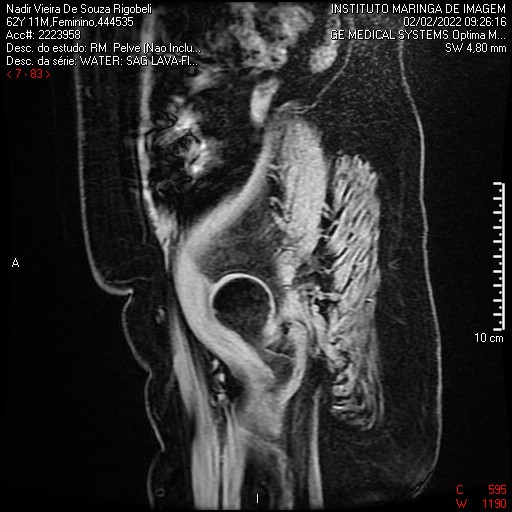 Nadir Vieira De Souza Rigobeli
62Y 11M,Feminino,444535
Acc#: 2223958
Desc. do estudo: RM Pelve (Nao Inclu...
Desc. da série: WATER: SAG LAVA-Fl...
< 7 - 83 >
INSTITUTO MARINGA DE IMAGEM
02/02/2022 09:26:16
GE MEDICAL SYSTEMS Optima M...
SW 4,80 mm
A
10 cm
I
C 595
W 1190